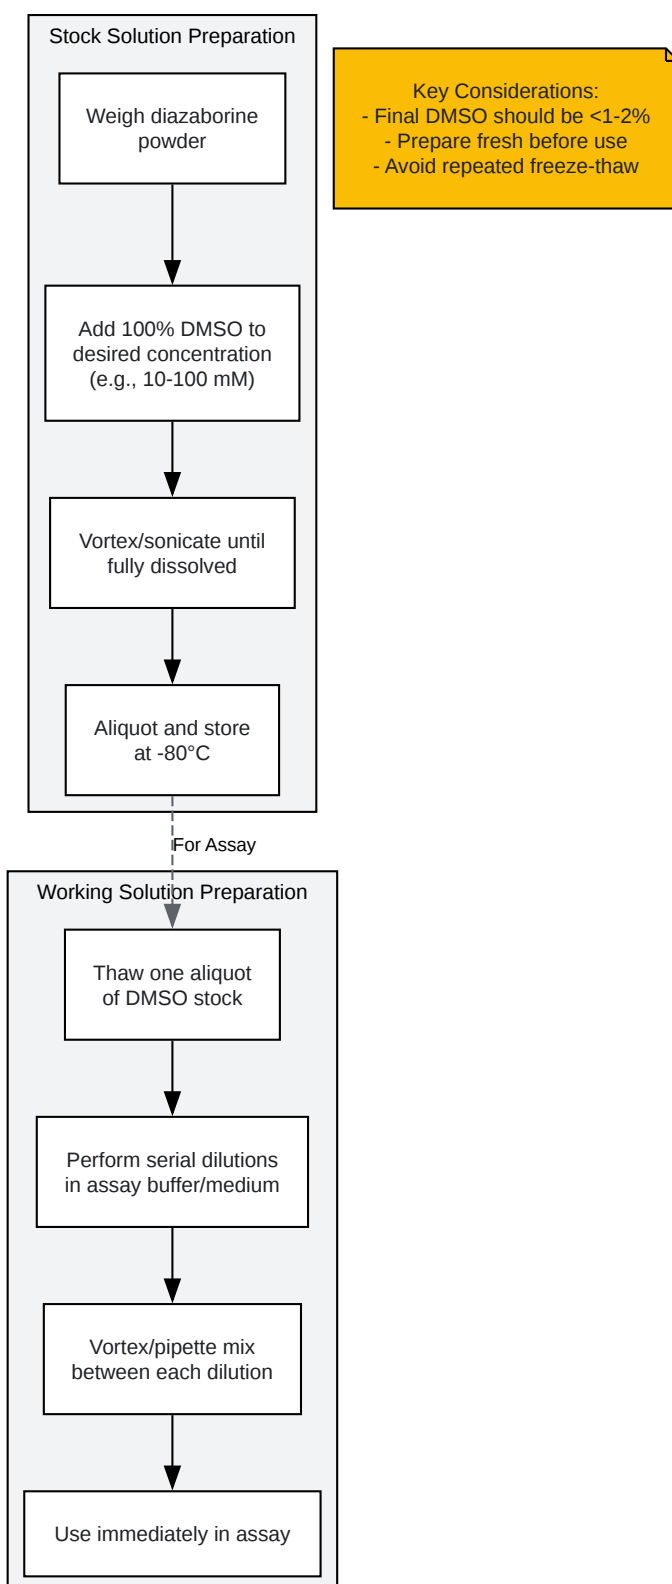 Stock Solution Preparation
Weigh diazaborine
powder
Add 100% DMSO to
desired concentration
(e.g., 10-100 mM)
Vortex/sonicate until
fully dissolved
Aliquot and store
at -80°C
Key Considerations:
- Final DMSO should be <1-2%
- Prepare fresh before use
- Avoid repeated freeze-thaw
For Assay
Working Solution Preparation
Thaw one aliquot
of DMSO stock
Perform serial dilutions
in assay buffer/medium
Vortex/pipette mix
between each dilution
Use immediately in assay